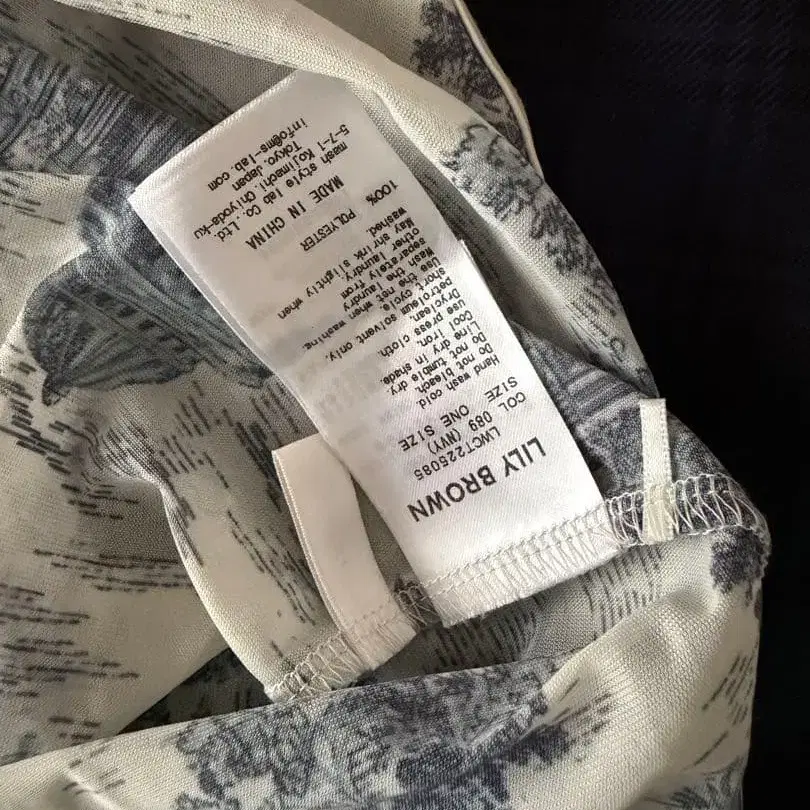 LILY BROWN
LWCT225085
COL 089 (NVY)
SIZE ONE SIZE
Hand wash cold
Do not bleach.
Do not tumble dry.
Line dry in shade.
Cool iron.
Use press cloth.
Dryclean,
petroleum solvent only.
short cycle.
Use the net when washing.
Wash separately from
other laundry
May shrink slightly when
washed.
100% POLYESTER
MADE IN CHINA
mash style lab Co.,Ltd
5-7-1 Kojimachi,Chiyoda-Ku
Tokyo,Japan
info@ms-lab.com